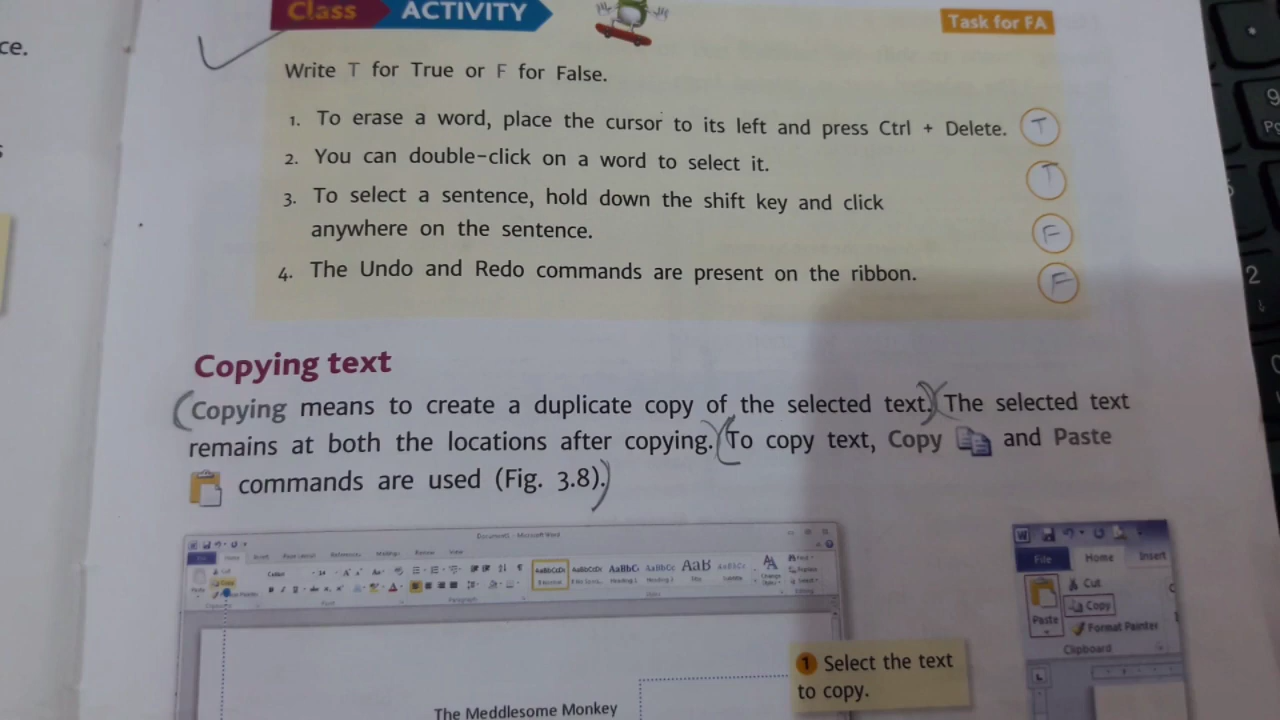 ce.
Class ACTIVITY
Task for FA
Write T for True or F for False.
1. To erase a word, place the cursor to its left and press Ctrl + Delete. T
2. You can double-click on a word to select it. T
3. To select a sentence, hold down the shift key and click
anywhere on the sentence. F
4. The Undo and Redo commands are present on the ribbon. F
Copying text
Copying means to create a duplicate copy of the selected text. The selected text
remains at both the locations after copying. To copy text, Copy and Paste
commands are used (Fig. 3.8).
Document1 - Microsoft Word
File Home Insert
Cut
Copy
Paste
Format Painter
Clipboard
1 Select the text
to copy.
The Meddlesome Monkey
9
2